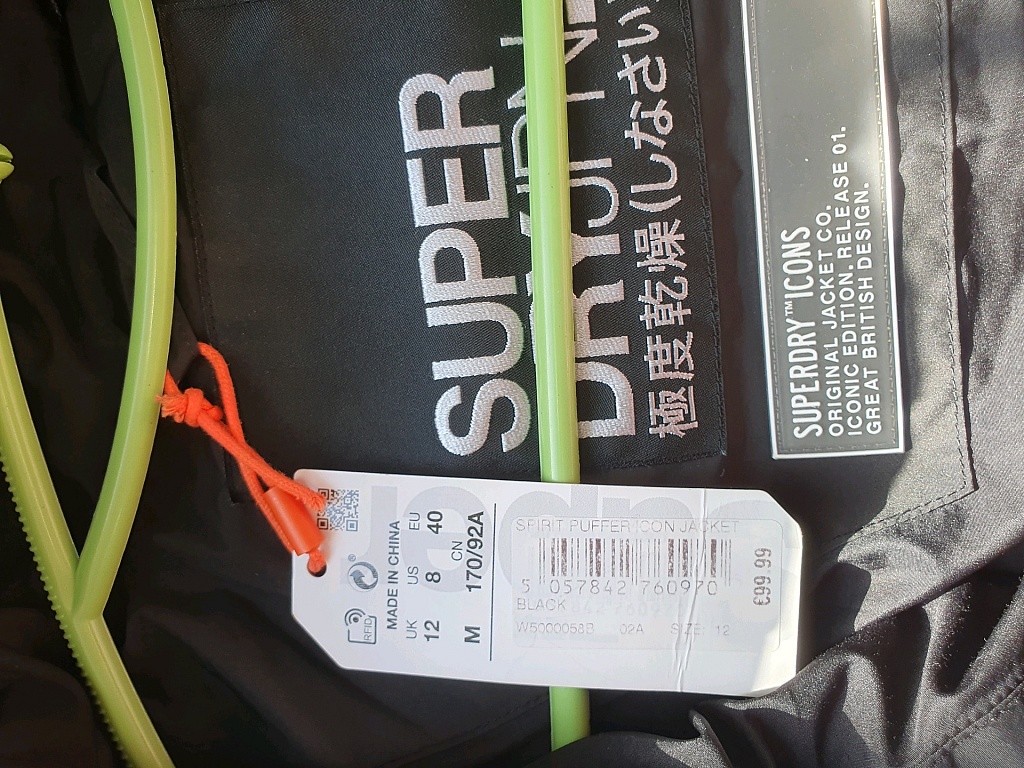 SUPER
DRY
JPN
極度乾燥(しなさい
SUPERDRY™ICONS
ORIGINAL JACKET CO.
ICONIC EDITION. RELEASE 01.
GREAT BRITISH DESIGN.
RFID
MADE IN CHINA
UK US EU
12 8 40
CN
M 170/92A
SPIRIT PUFFER ICON JACKET
5 057842 760970
BLACK
W5000058B 02A SIZE: 12
€99.99